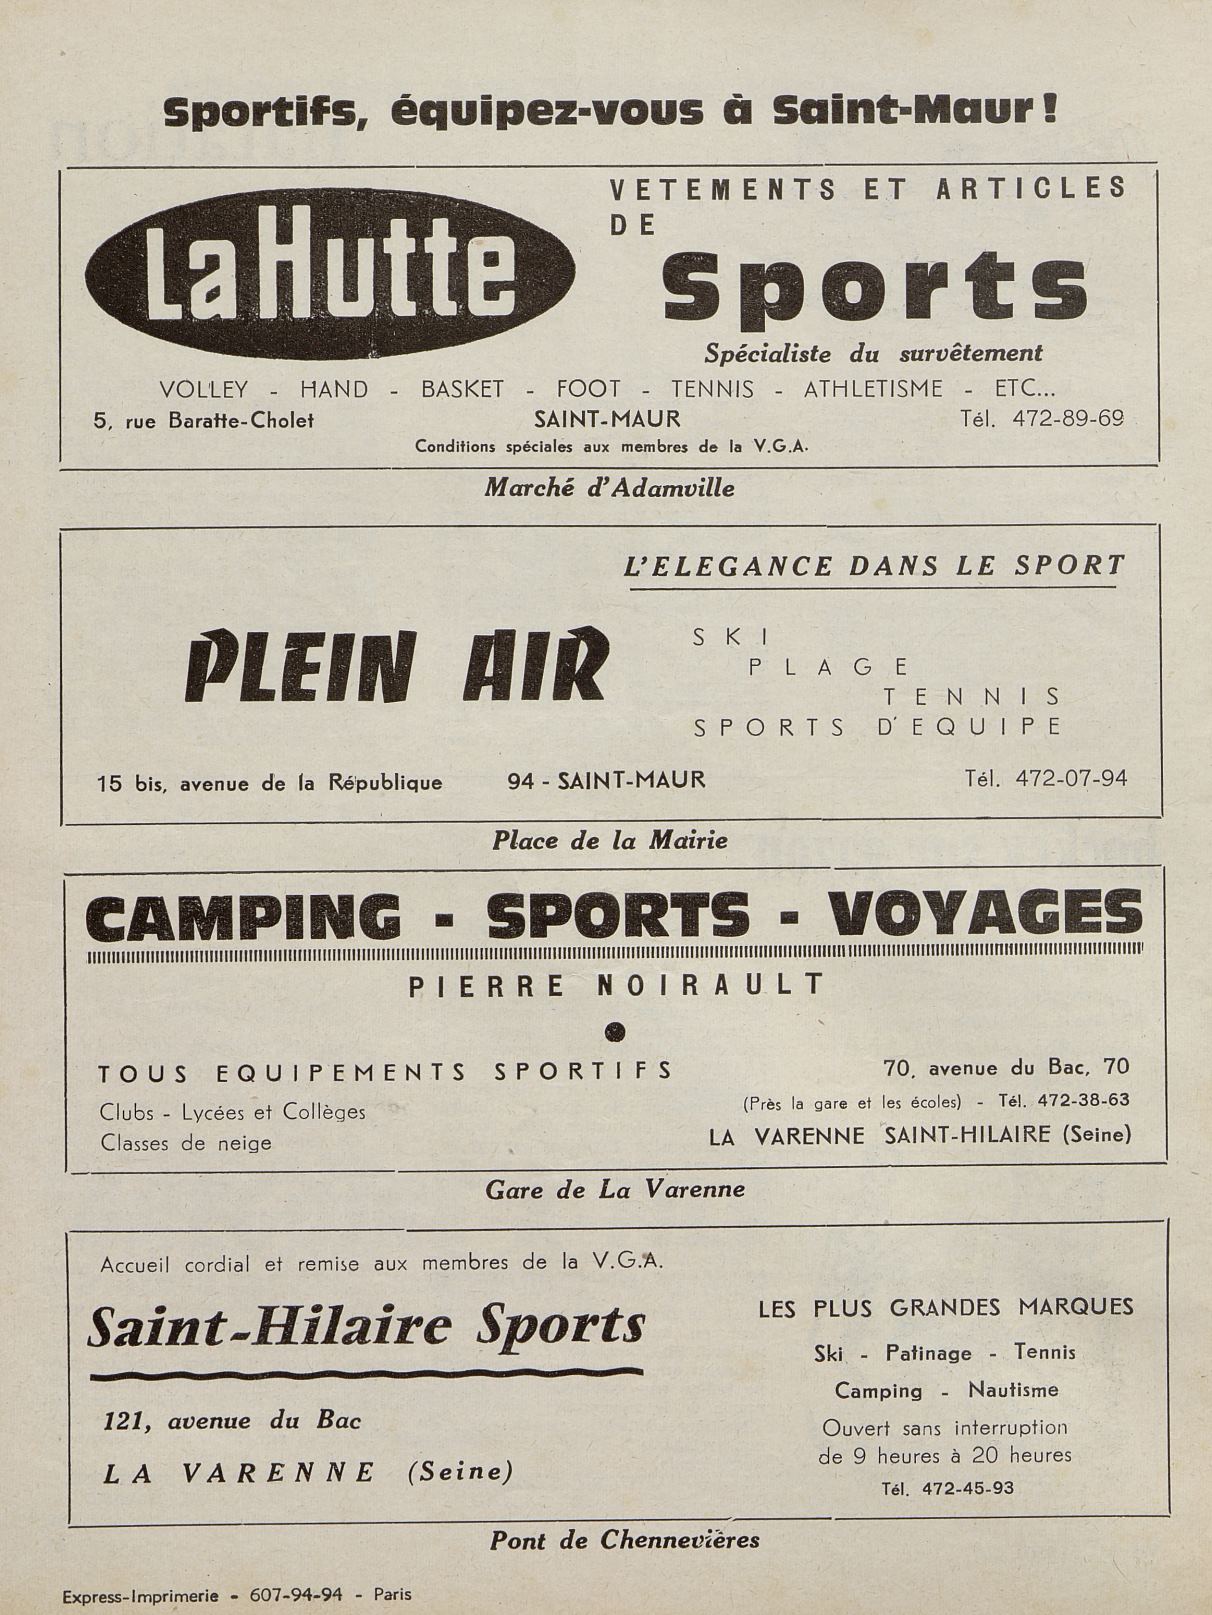 Sportifs, équipez-vous à Saint-Maur !
La Hutte
VETEMENTS ET ARTICLES
DE
Sports
Spécialiste du survêtement
VOLLEY - HAND - BASKET - FOOT - TENNIS - ATHLETISME - ETC...
5, rue Baratte-Cholet SAINT-MAUR Tél. 472-89-69
Conditions spéciales aux membres de la V.G.A.
Marché d'Adamville
L'ELEGANCE DANS LE SPORT
PLEIN AIR
SKI
PLAGE
TENNIS
SPORTS D'EQUIPE
15 bis, avenue de la République 94 - SAINT-MAUR Tél. 472-07-94
Place de la Mairie
CAMPING - SPORTS - VOYAGES
PIERRE NOIRAULT
TOUS EQUIPEMENTS SPORTIFS
Clubs - Lycées et Collèges
Classes de neige
70, avenue du Bac, 70
(Près la gare et les écoles) - Tél. 472-38-63
LA VARENNE SAINT-HILAIRE (Seine)
Gare de La Varenne
Accueil cordial et remise aux membres de la V.G.A.
Saint-Hilaire Sports
121, avenue du Bac
LA VARENNE (Seine)
LES PLUS GRANDES MARQUES
Ski - Patinage - Tennis
Camping - Nautisme
Ouvert sans interruption
de 9 heures à 20 heures
Tél. 472-45-93
Pont de Chennevières
Express-Imprimerie - 607-94-94 - Paris